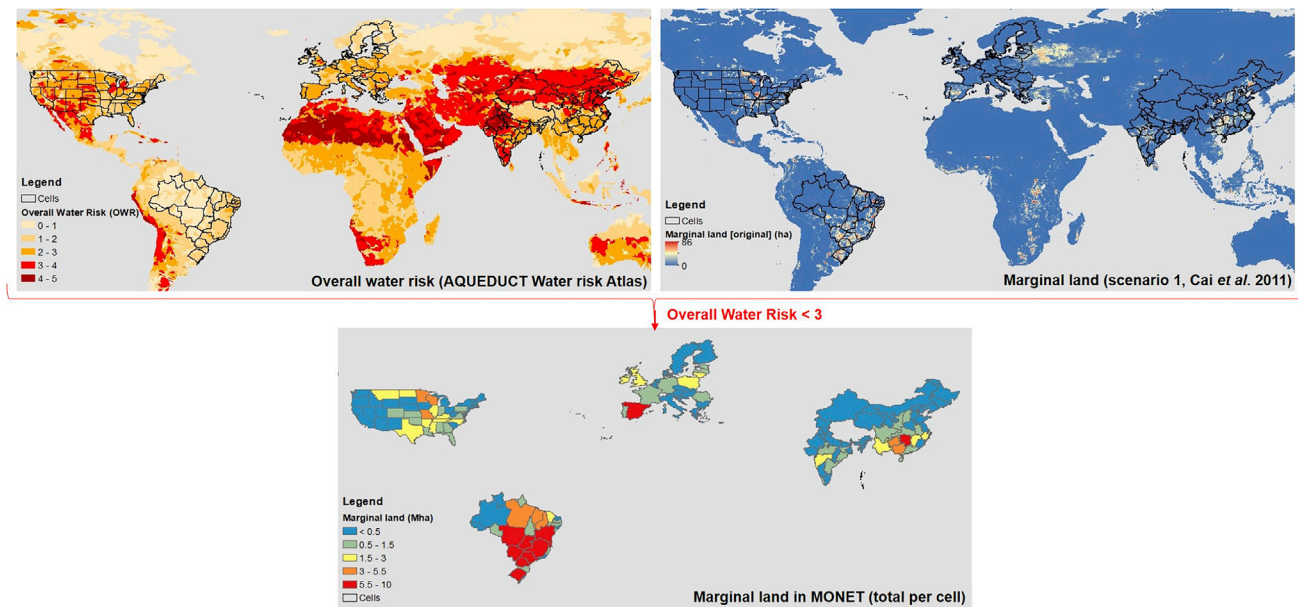 Legend
Cells
Overall Water Risk (OWR)
0 - 1
1 - 2
2 - 3
3 - 4
4 - 5
Overall water risk (AQUEDUCT Water risk Atlas)
Legend
Cells
Marginal land [original] (ha)
86
0
Marginal land (scenario 1, Cai et al. 2011)
Overall Water Risk < 3
Legend
Marginal land (Mha)
< 0.5
0.5 - 1.5
1.5 - 3
3 - 5.5
5.5 - 10
Cells
Marginal land in MONET (total per cell)